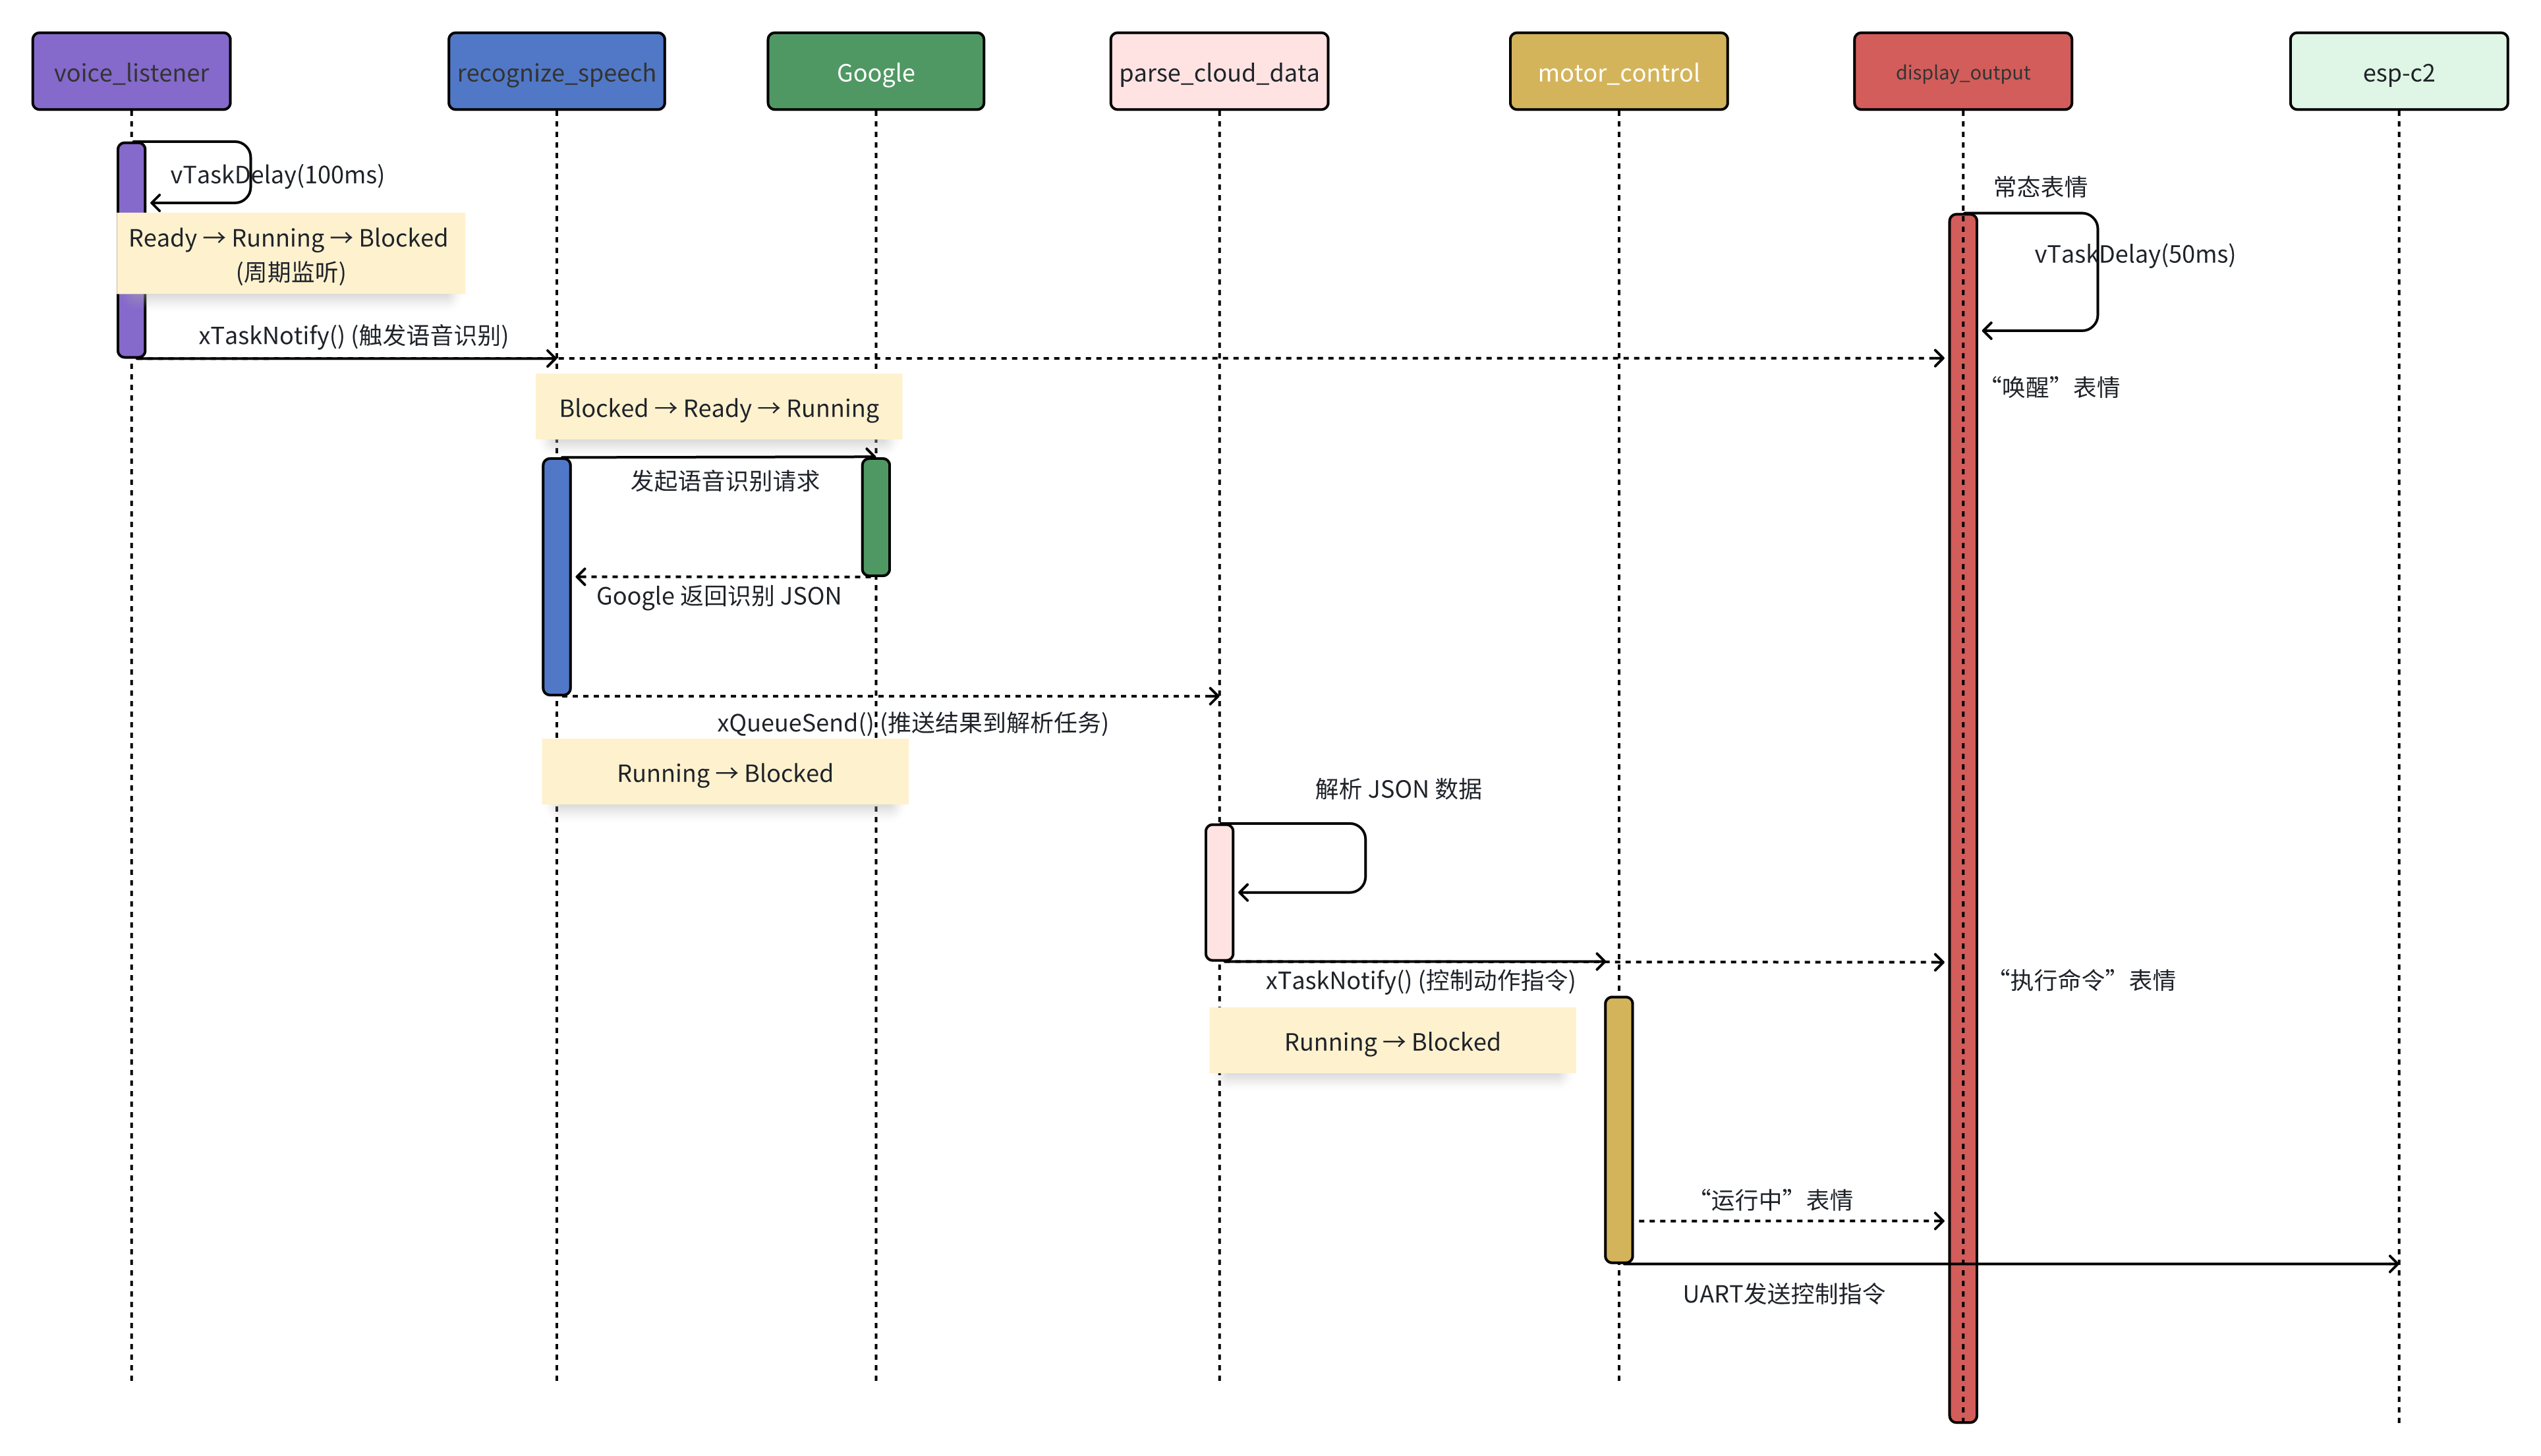 voice_listener
recognize_speech
Google
parse_cloud_data
motor_control
display_output
esp-c2
vTaskDelay(100ms)
常态表情
Ready → Running → Blocked
(周期监听)
vTaskDelay(50ms)
xTaskNotify() (触发语音识别)
“唤醒”表情
Blocked → Ready → Running
发起语音识别请求
Google 返回识别 JSON
xQueueSend() (推送结果到解析任务)
Running → Blocked
解析 JSON 数据
xTaskNotify() (控制动作指令)
“执行命令”表情
Running → Blocked
“运行中”表情
UART发送控制指令